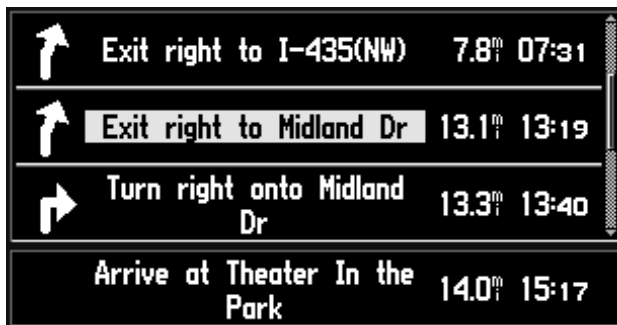 Exit right to I-435(NW) 7.8mi 07:31
Exit right to Midland Dr 13.1mi 13:19
Turn right onto Midland
Dr 13.3mi 13:40
Arrive at Theater In the
Park 14.0mi 15:17